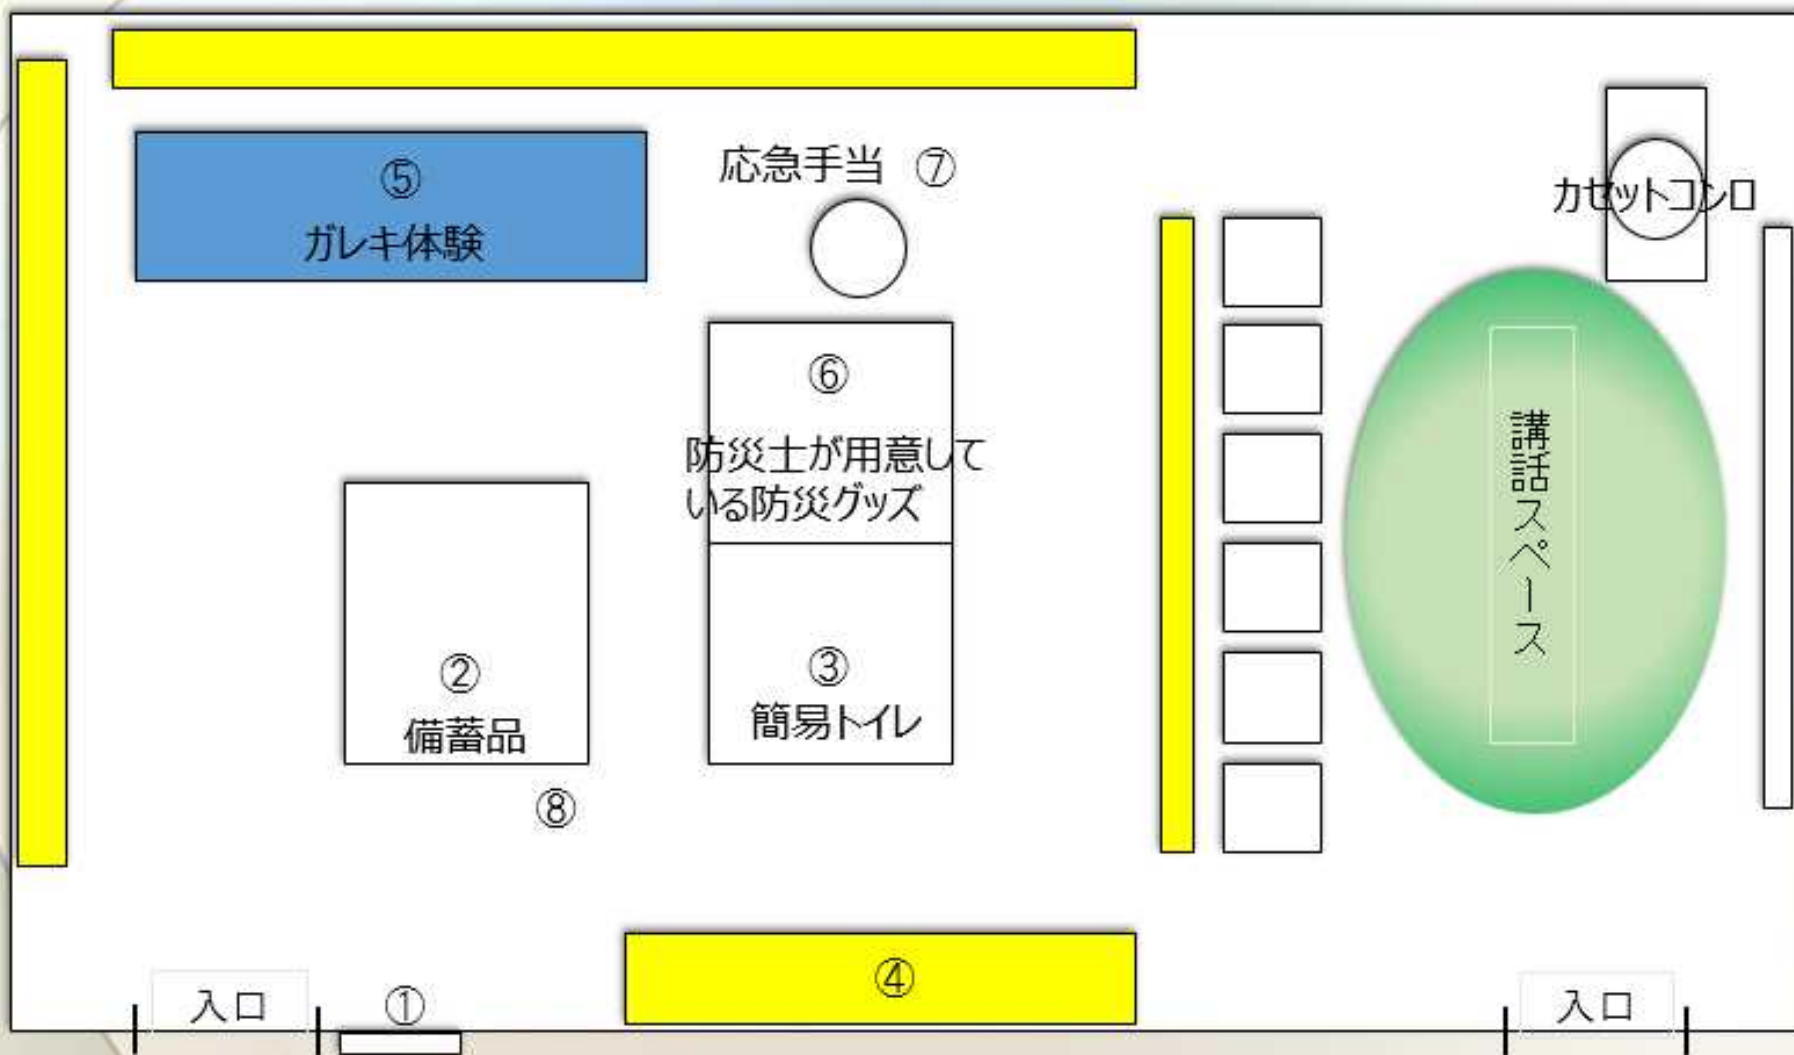 ⑤
ガレキ体験
応急手当 ⑦
カセットコンロ
⑥
防災士が用意して
いる防災グッズ
講話スペース
②
備蓄品
③
簡易トイレ
⑧
④
入口
①
入口